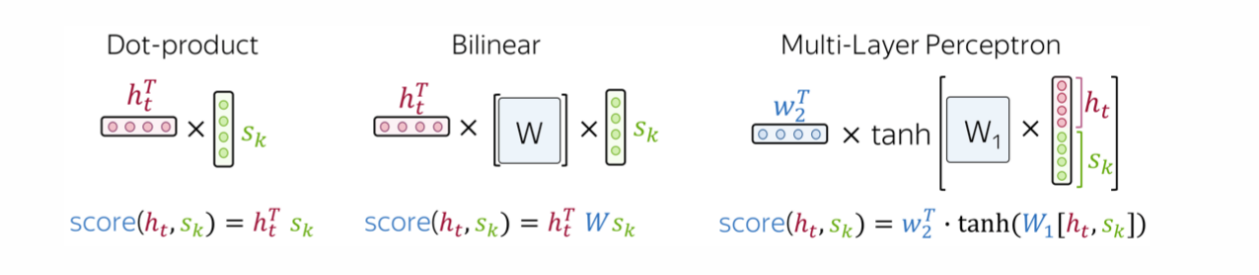 Dot-product
h_t^T
× s_k
score(h_t, s_k) = h_t^T s_k
Bilinear
h_t^T
× [W] × s_k
score(h_t, s_k) = h_t^T W s_k
Multi-Layer Perceptron
w_2^T
× tanh [W_1 × h_t s_k]
score(h_t, s_k) = w_2^T · tanh(W_1[h_t, s_k])